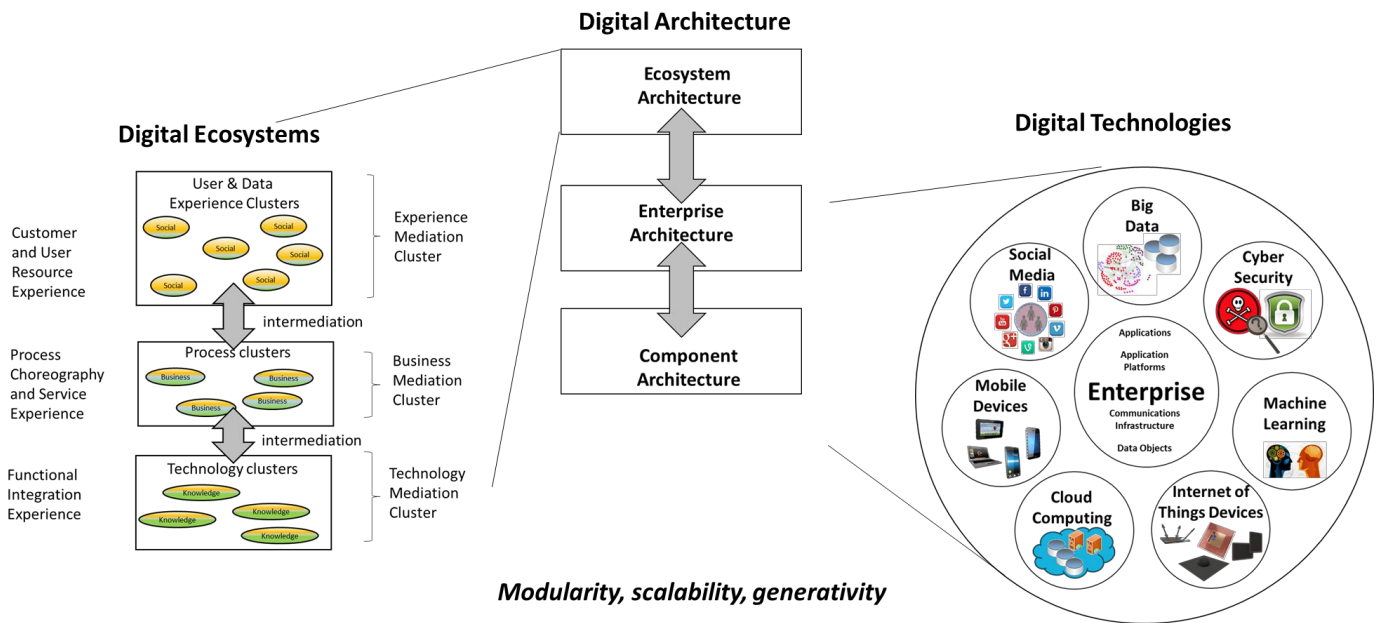 Digital Architecture
Ecosystem
Architecture
Enterprise
Architecture
Component
Architecture
Digital Ecosystems
User & Data
Experience Clusters
Social
Social
Social
Social
Social
Social
Customer
and User
Resource
Experience
Experience
Mediation
Cluster
intermediation
Process clusters
Business
Business
Business
Business
Process
Choreography
and Service
Experience
Business
Mediation
Cluster
intermediation
Technology clusters
Knowledge
Knowledge
Knowledge
Knowledge
Functional
Integration
Experience
Technology
Mediation
Cluster
Digital Technologies
Big
Data
Social
Media
Cyber
Security
Applications
Application
Platforms
Enterprise
Communications
Infrastructure
Data Objects
Mobile
Devices
Machine
Learning
Cloud
Computing
Internet of
Things Devices
Modularity, scalability, generativity